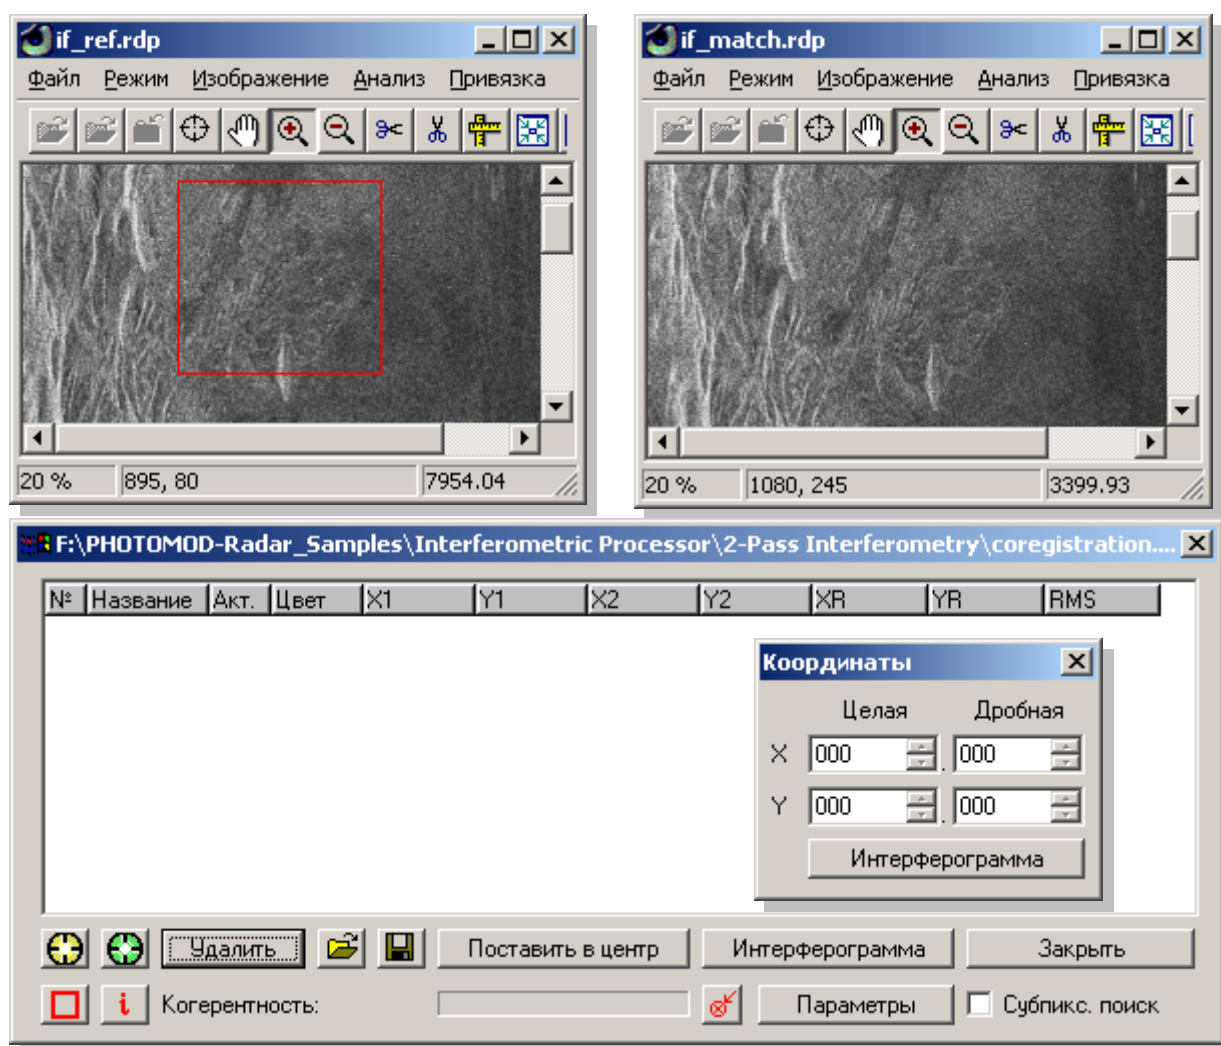 if_ref.rdp
Файл Режим Изображение Анализ Привязка
20 % 895, 80 7954.04
if_match.rdp
Файл Режим Изображение Анализ Привязка
20 % 1080, 245 3399.93
F:\PHOTOMOD-Radar_Samples\Interferometric Processor\2-Pass Interferometry\coregistration....
№ Название Акт. Цвет X1 Y1 X2 Y2 XR YR RMS
Координаты
Целая Дробная
X 000 . 000
Y 000 . 000
Интерферограмма
Удалить Поставить в центр Интерферограмма Закрыть
i Когерентность: Параметры Субпикс. поиск